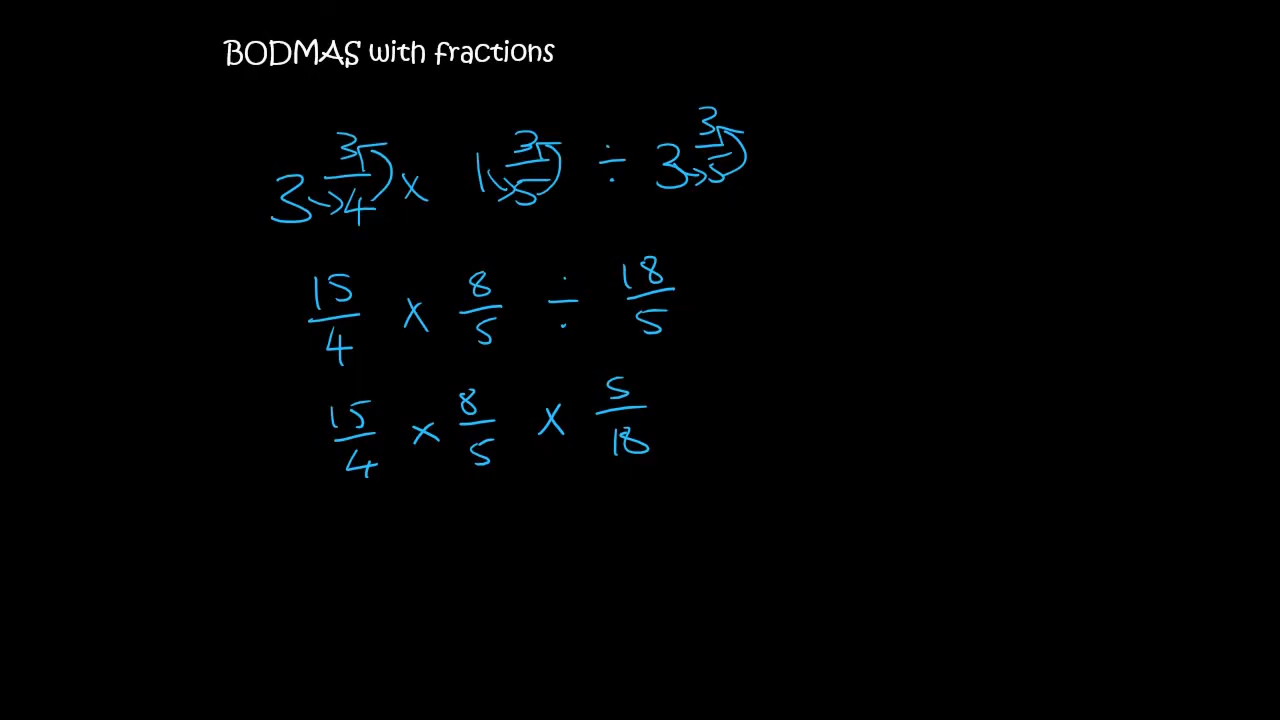 BODMAS with fractions
3 3/4 x 1 3/5 ÷ 3 3/5
15/4 x 8/5 ÷ 18/5
15/4 x 8/5 x 5/18